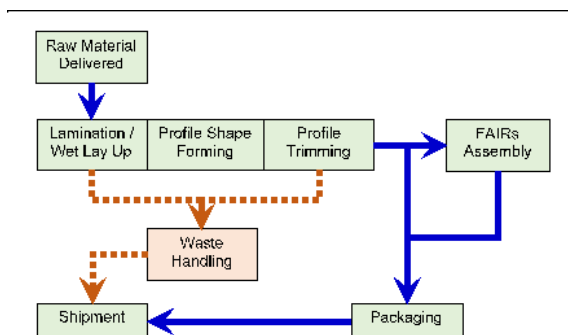 Raw Material
Delivered
Lamination /
Wet Lay Up
Profile Shape
Forming
Profile
Trimming
FAIRs
Assembly
Waste
Handling
Shipment
Packaging